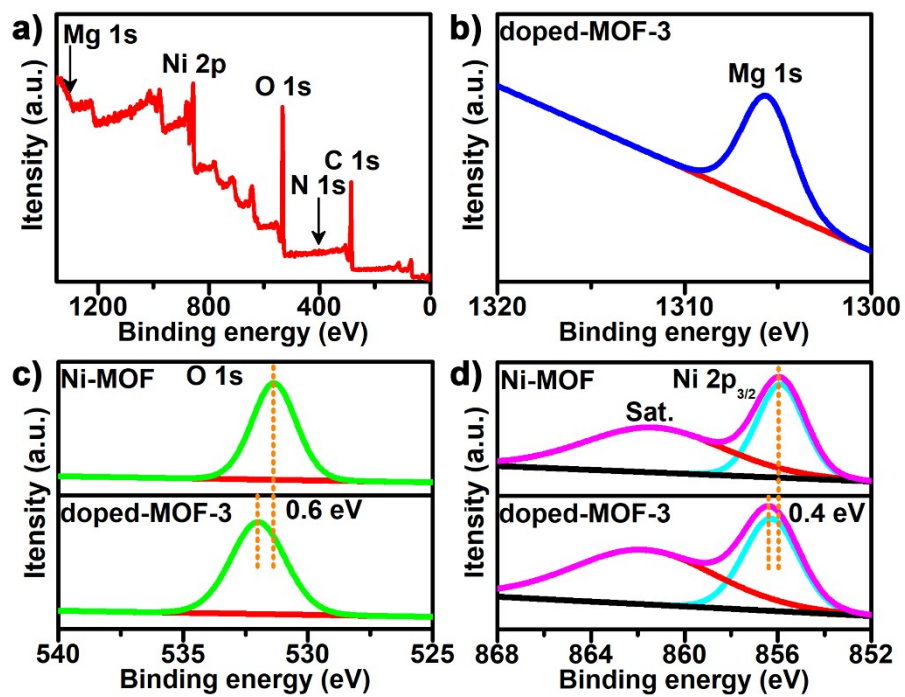 a)
Mg 1s
Ni 2p
O 1s
N 1s
C 1s
Itensity (a.u.)
1200 1000 800 600 400 200 0
Binding energy (eV)
b)
doped-MOF-3
Mg 1s
Itensity (a.u.)
1320 1310 1300
Binding energy (eV)
c)
Ni-MOF
O 1s
doped-MOF-3
0.6 eV
Itensity (a.u.)
540 535 530 525
Binding energy (eV)
d)
Ni-MOF
Ni 2p3/2
Sat.
doped-MOF-3
0.4 eV
Itensity (a.u.)
868 864 860 856 852
Binding energy (eV)